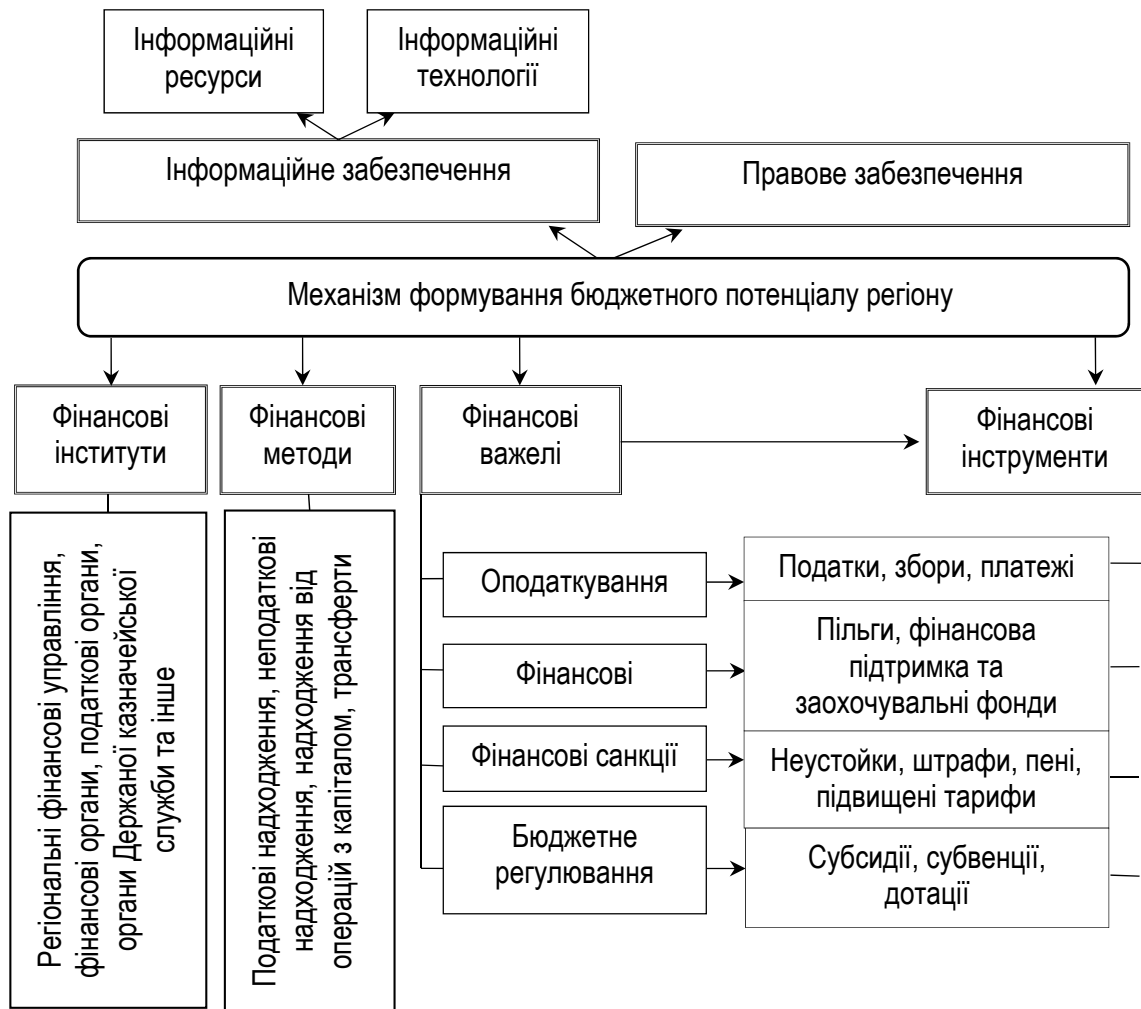 Інформаційні
ресурси
Інформаційні
технології
Інформаційне забезпечення
Правове забезпечення
Механізм формування бюджетного потенціалу регіону
Фінансові
інститути
Фінансові
методи
Фінансові
важелі
Фінансові
інструменти
Регіональні фінансові управління,
фінансові органи, податкові органи,
органи Держаної казначейської
служби та інше
Податкові надходження, неподаткові
надходження, надходження від
операцій з капіталом, трансферти
Оподаткування
Податки, збори, платежі
Фінансові
Пільги, фінансова
підтримка та
заохочувальні фонди
Фінансові санкції
Неустойки, штрафи, пені,
підвищені тарифи
Бюджетне
регулювання
Субсидії, субвенції,
дотації